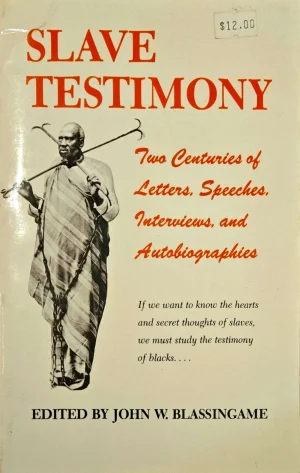 $12.00
SLAVE
TESTIMONY
Two Centuries of
Letters, Speeches,
Interviews, and
Autobiographies
If we want to know the hearts
and secret thoughts of slaves,
we must study the testimony
of blacks. . . .
EDITED BY JOHN W. BLASSINGAME